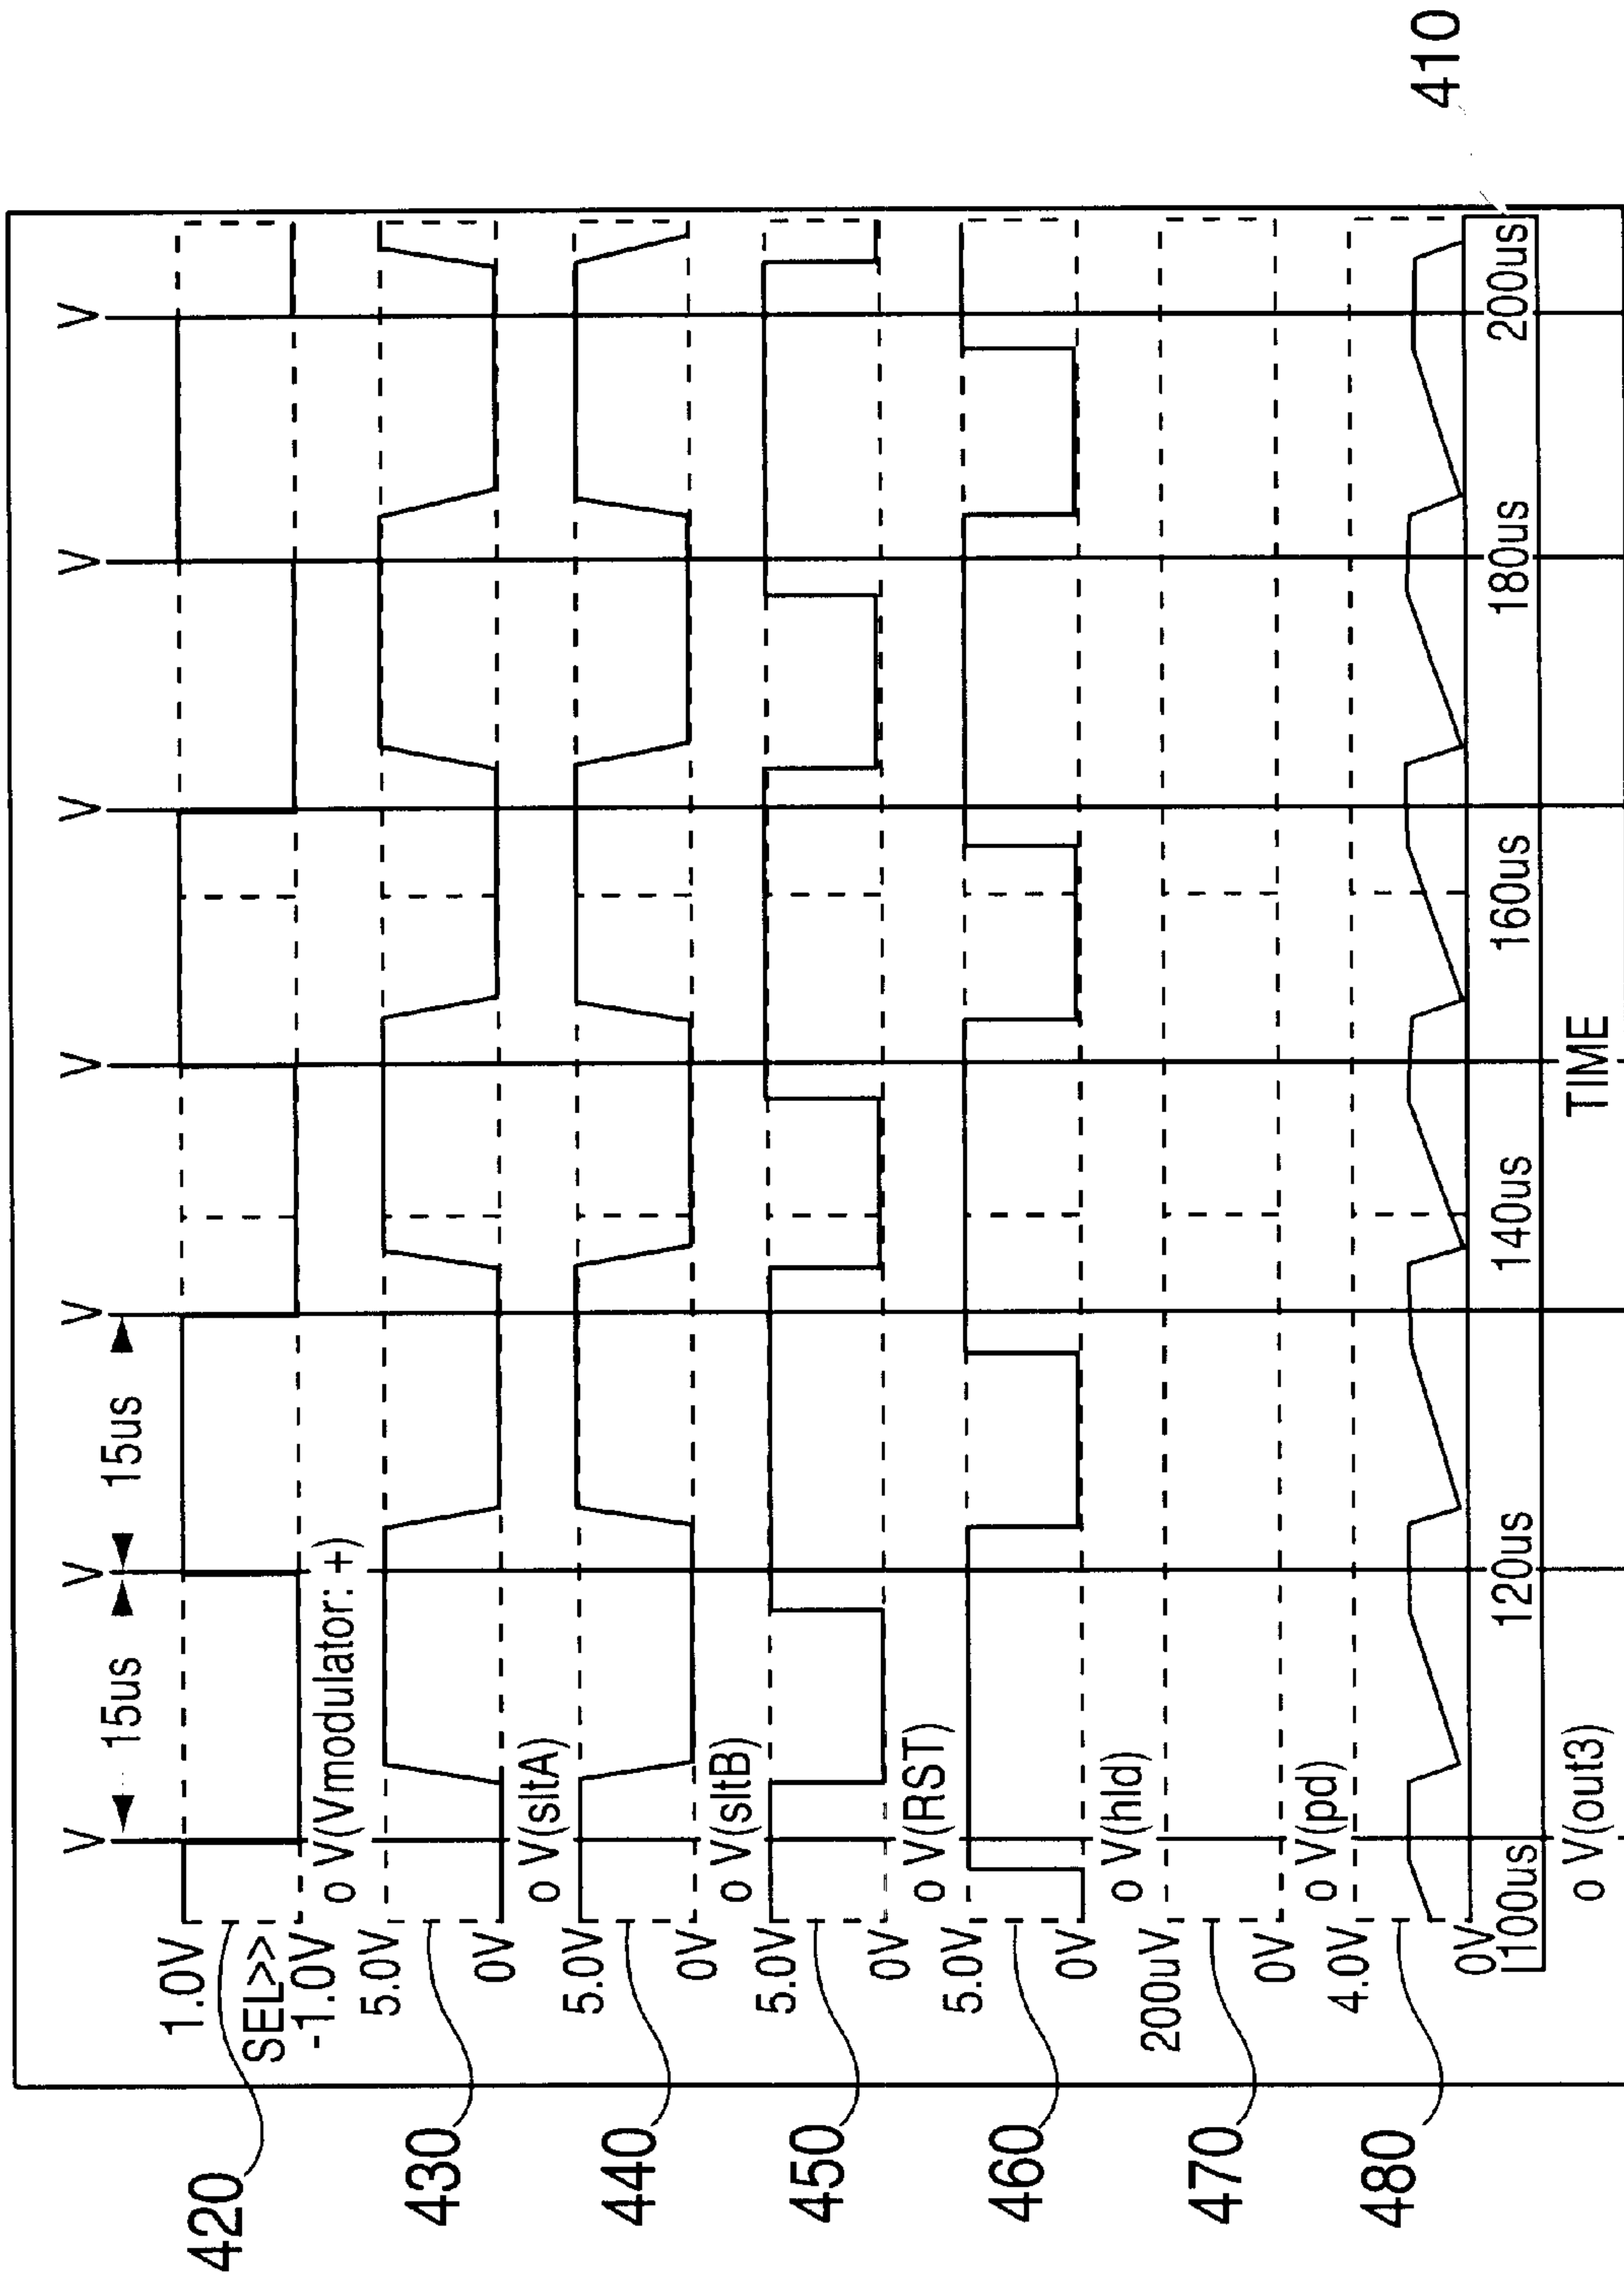 V V V V V V V
15us 15us
420
1.0V
SEL>>
-1.0V
o V(Vmodulator: +)
430
5.0V
0V
o V(sltA)
440
5.0V
0V
o V(sltB)
450
5.0V
0V
o V(RST)
460
5.0V
0V
o V(hld)
470
200uV
0V
o V(pd)
480
4.0V
0V
100us 120us 140us 160us 180us 200us
410
o V(out3)
TIME